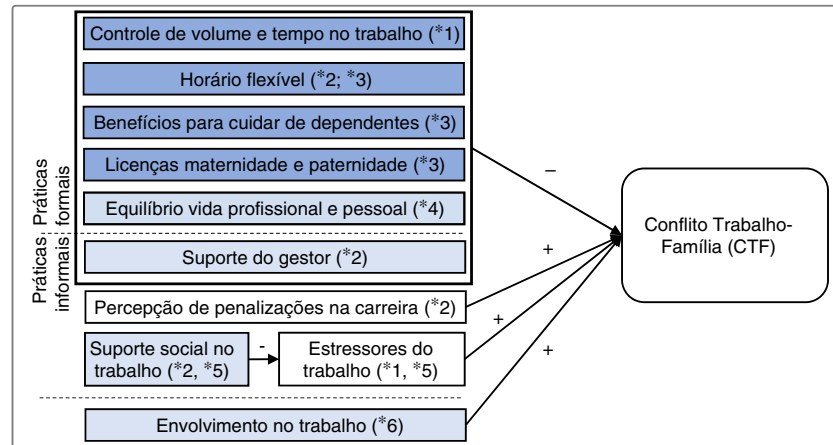 Controle de volume e tempo no trabalho (*1)
Horário flexível (*2; *3)
Benefícios para cuidar de dependentes (*3)
Licenças maternidade e paternidade (*3)
Equilíbrio vida profissional e pessoal (*4)
Práticas
formais
Práticas
informais
Suporte do gestor (*2)
Percepção de penalizações na carreira (*2)
Suporte social no
trabalho (*2, *5)
-
Estressores do
trabalho (*1, *5)
Envolvimento no trabalho (*6)
–
+
+
+
Conflito Trabalho-
Família (CTF)